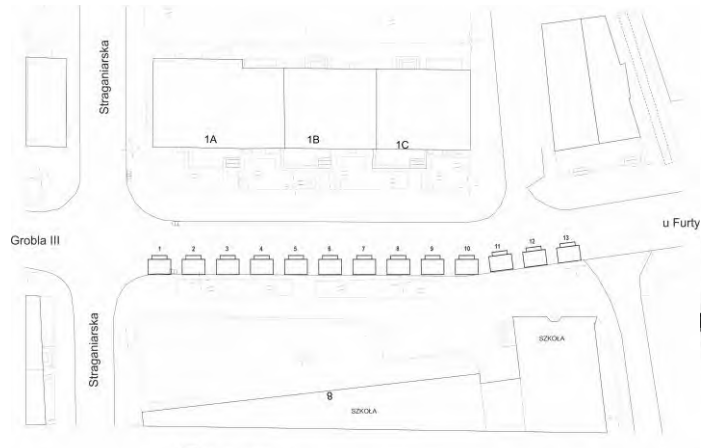 Straganiarska
1A
1B
1C
u Furty
Grobla III
1 2 3 4 5 6 7 8 9 10 11 12 13
Straganiarska
SZKOŁA
8
SZKOŁA